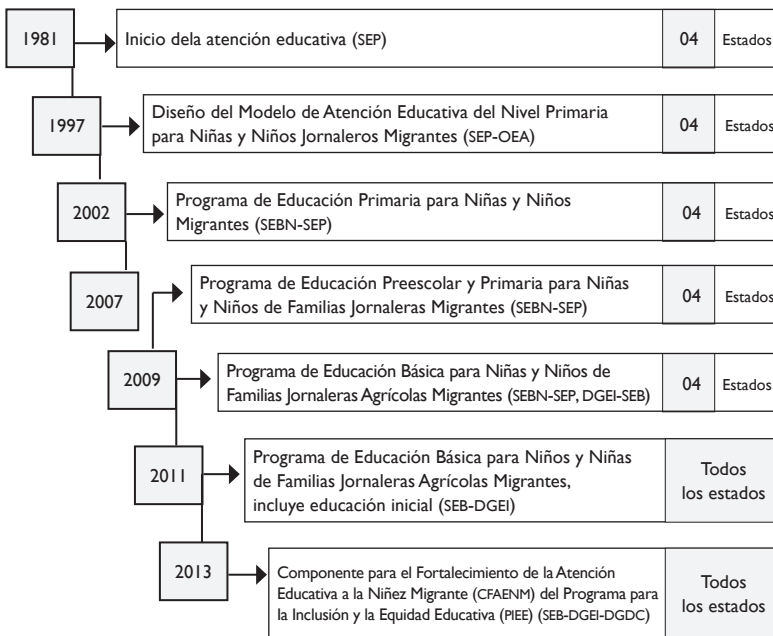 1981
Inicio dela atención educativa (SEP)
04 Estados
1997
Diseño del Modelo de Atención Educativa del Nivel Primaria
para Niñas y Niños Jornaleros Migrantes (SEP-OEA)
04 Estados
2002
Programa de Educación Primaria para Niñas y Niños
Migrantes (SEBN-SEP)
04 Estados
2007
Programa de Educación Preescolar y Primaria para Niñas
y Niños de Familias Jornaleras Migrantes (SEBN-SEP)
04 Estados
2009
Programa de Educación Básica para Niñas y Niños de
Familias Jornaleras Agrícolas Migrantes (SEBN-SEP, DGEI-SEB)
04 Estados
2011
Programa de Educación Básica para Niños y Niñas
de Familias Jornaleras Agrícolas Migrantes,
incluye educación inicial (SEB-DGEI)
Todos
los estados
2013
Componente para el Fortalecimiento de la Atención
Educativa a la Niñez Migrante (CFAENM) del Programa para
la Inclusión y la Equidad Educativa (PIEE) (SEB-DGEI-DGDC)
Todos
los estados